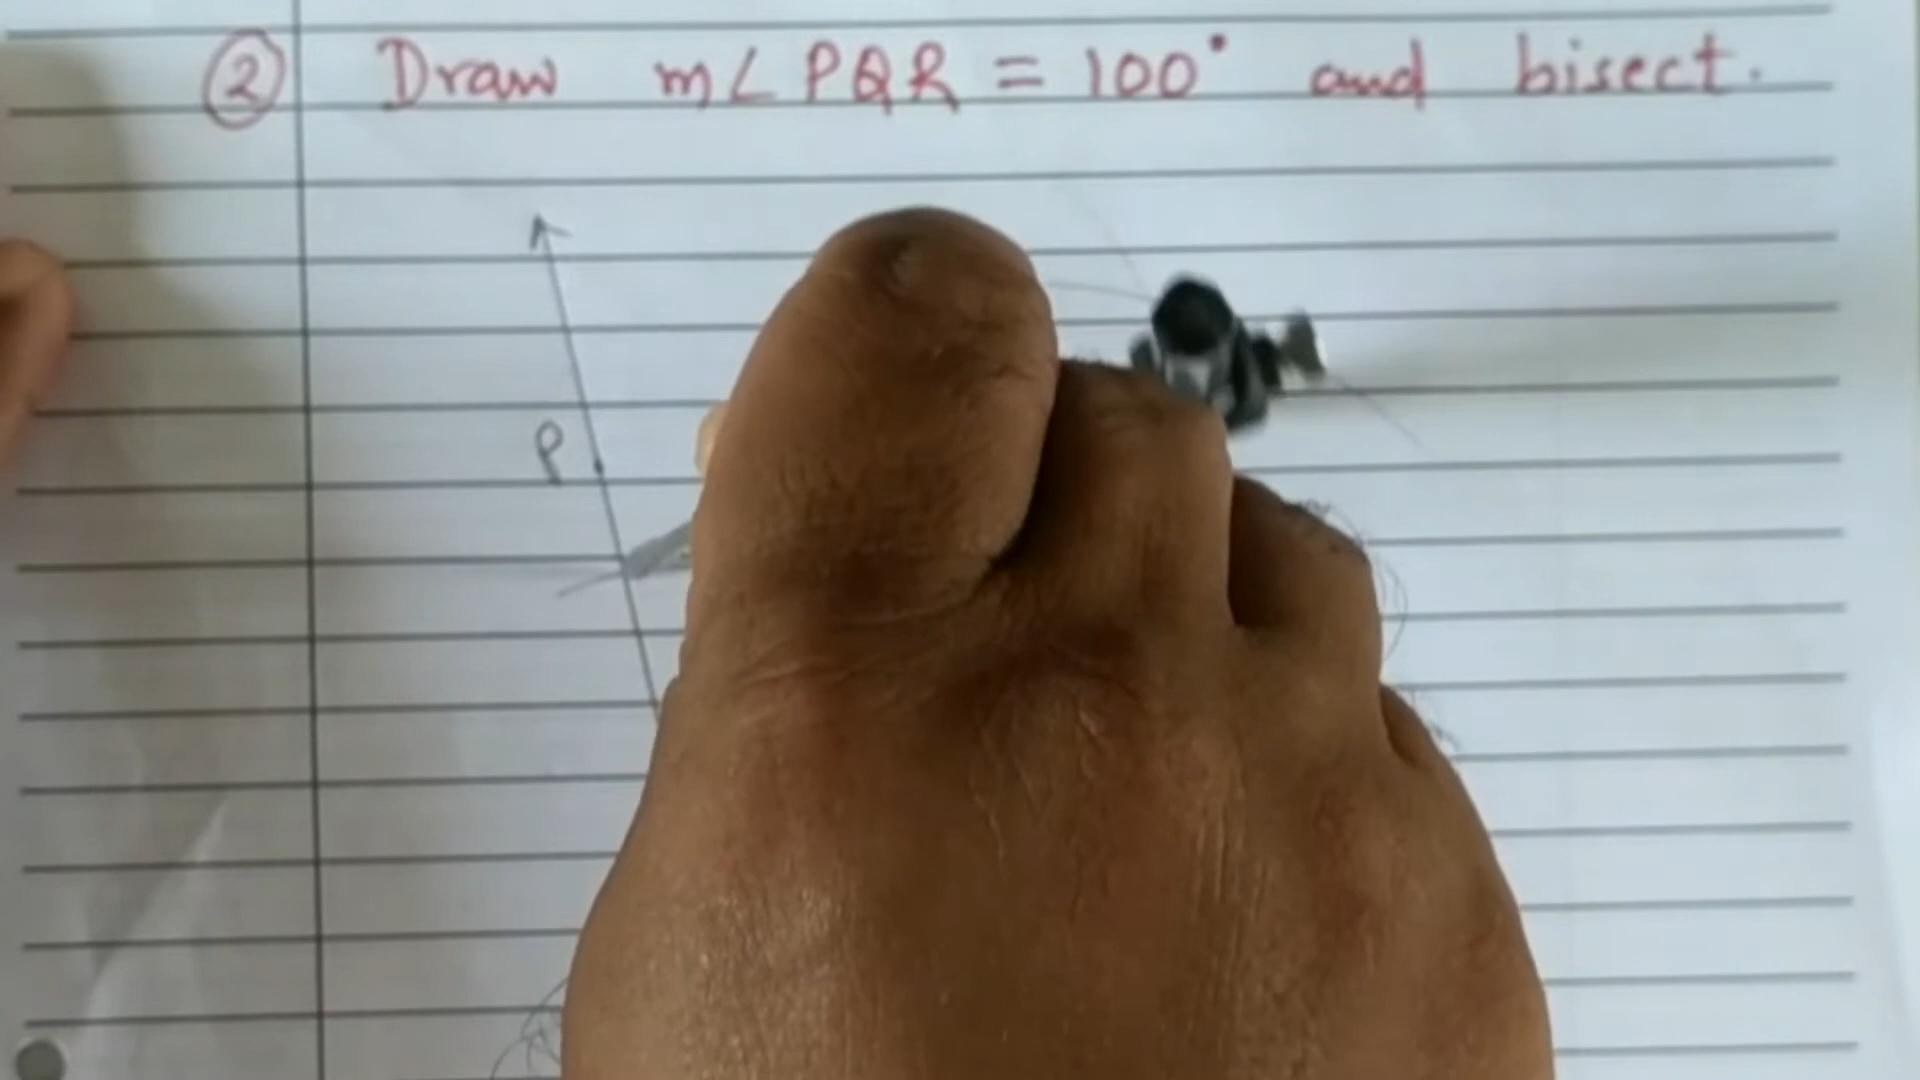 ② Draw m∠PQR = 100° and bisect.
P